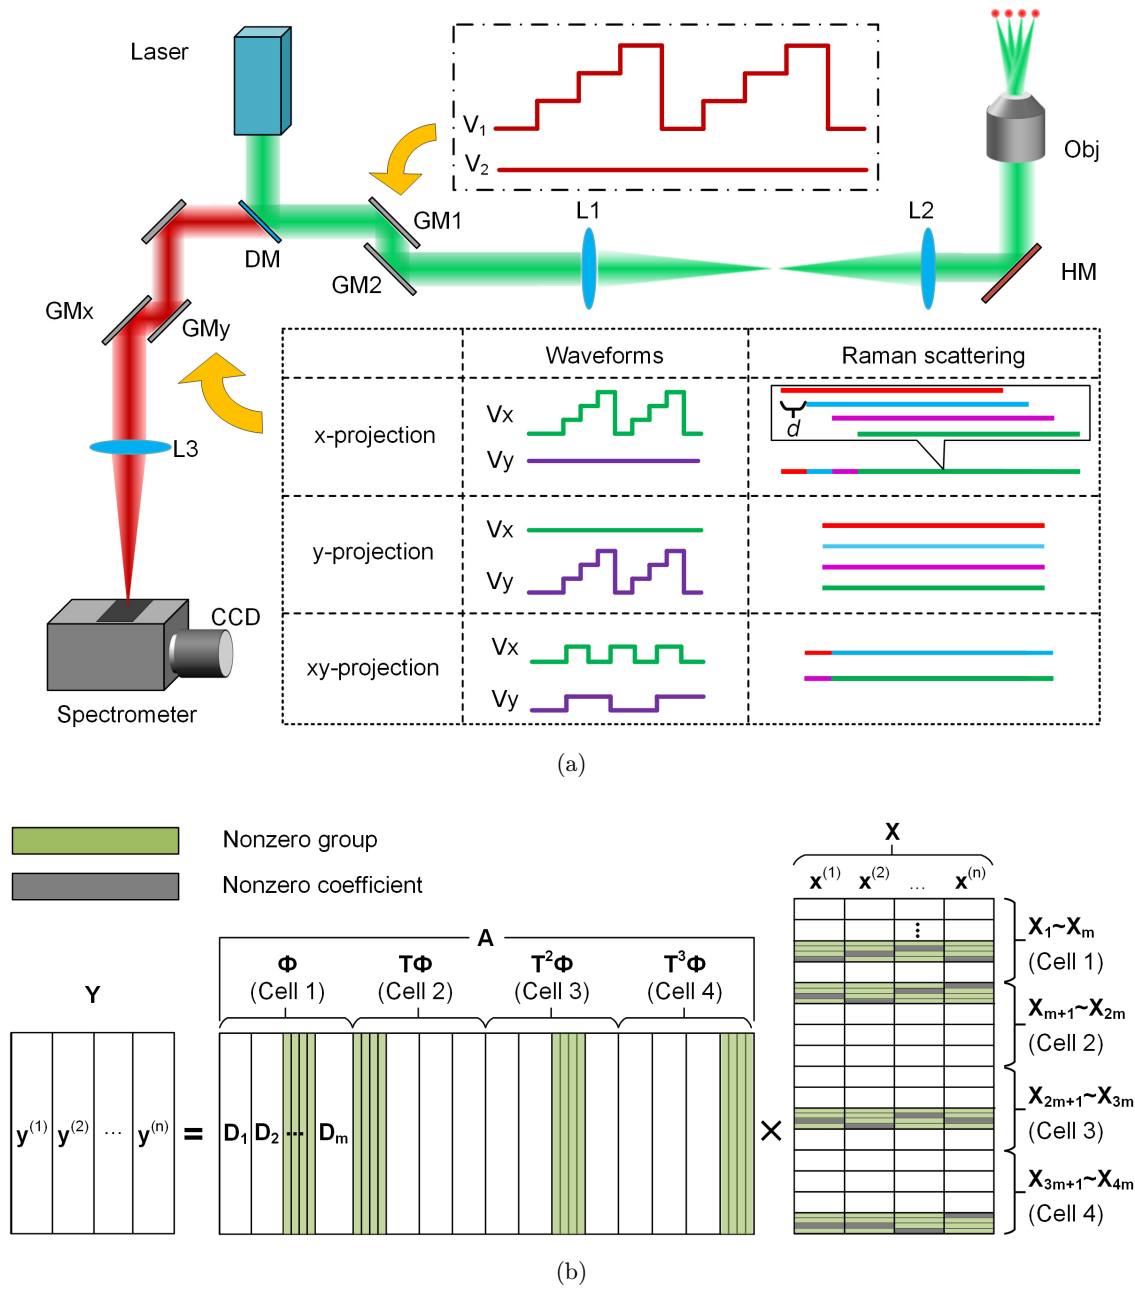 Laser
V1
V2
Obj
GM1
L1
L2
DM
GM2
HM
GMx
GMy
L3
CCD
Spectrometer
Waveforms
Raman scattering
x-projection
Vx
Vy
d
y-projection
Vx
Vy
xy-projection
Vx
Vy
(a)
Nonzero group
Nonzero coefficient
X
x(1) x(2) ... x(n)
Y
A
Φ
(Cell 1)
TΦ
(Cell 2)
T²Φ
(Cell 3)
T³Φ
(Cell 4)
y(1) y(2) ... y(n)
=
D1 D2 ... Dm
×
⋮
X1~Xm
(Cell 1)
Xm+1~X2m
(Cell 2)
X2m+1~X3m
(Cell 3)
X3m+1~X4m
(Cell 4)
(b)